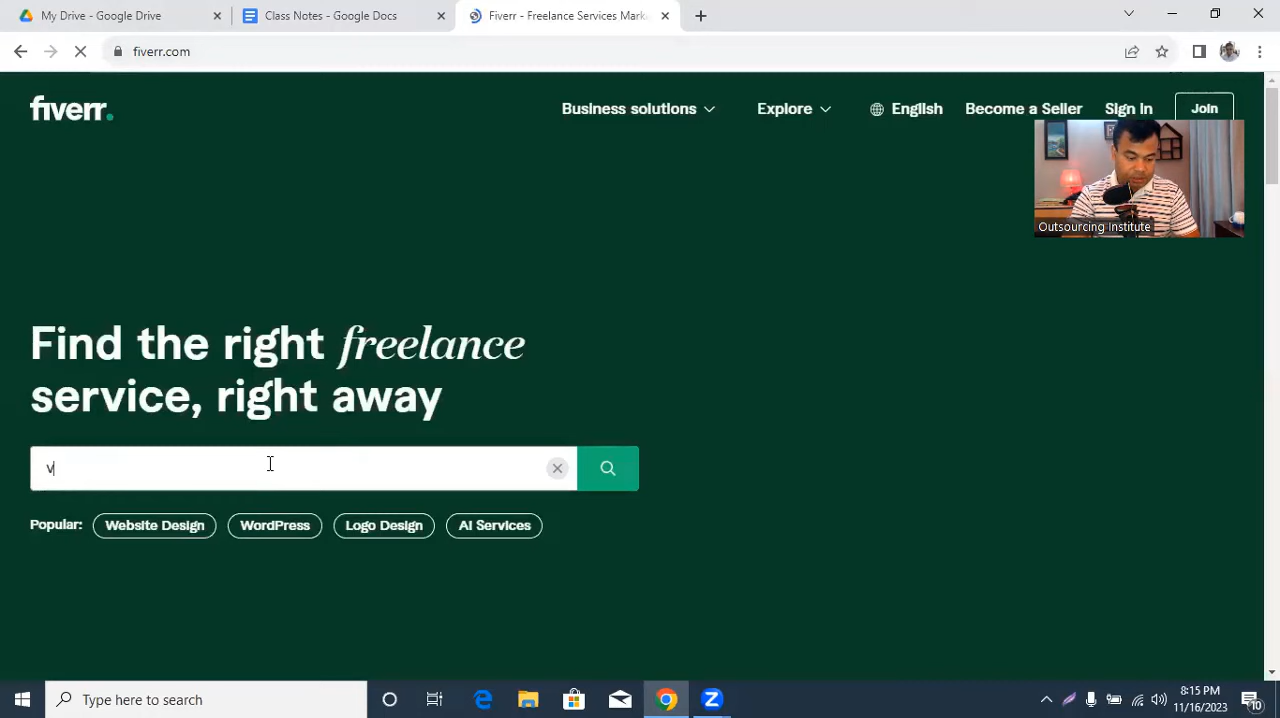 My Drive - Google Drive
Class Notes - Google Docs
Fiverr - Freelance Services Mark
fiverr.com
fiverr.
Business solutions
Explore
English
Become a Seller
Sign In
Join
Outsourcing Institute
Find the right freelance
service, right away
v
Popular:
Website Design
WordPress
Logo Design
AI Services
Type here to search
8:15 PM
11/16/2023
10